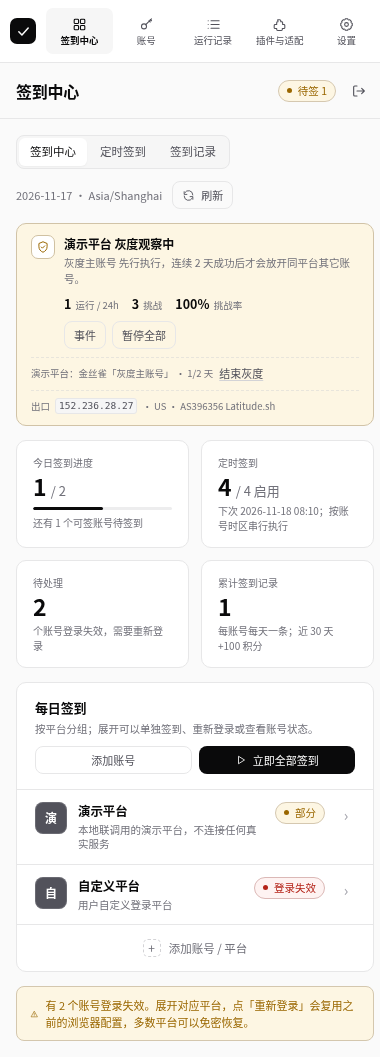 签到中心
账号
运行记录
插件与适配
设置
签到中心
待签 1
签到中心
定时签到
签到记录
2026-11-17 • Asia/Shanghai
刷新
演示平台 灰度观察中
灰度主账号 先行执行，连续 2 天成功后才会放开同平台其它账
号。
1 运行 / 24h 3 挑战 100% 挑战率
事件
暂停全部
演示平台：金丝雀「灰度主账号」 • 1/2 天 结束灰度
出口 152.236.28.27 • US • AS396356 Latitude.sh
今日签到进度
1 / 2
还有 1 个可签账号待签到
定时签到
4 / 4 启用
下次 2026-11-18 08:10；按账
号时区串行执行
待处理
2
个账号登录失效，需要重新登
录
累计签到记录
1
每账号每天一条；近 30 天
+100 积分
每日签到
按平台分组；展开可以单独签到、重新登录或查看账号状态。
添加账号
立即全部签到
演
演示平台
本地联调用的演示平台，不连接任何真
实服务
部分
自
自定义平台
用户自定义登录平台
登录失效
+ 添加账号 / 平台
有 2 个账号登录失效。展开对应平台，点「重新登录」会复用之
前的浏览器配置，多数平台可以免密恢复。